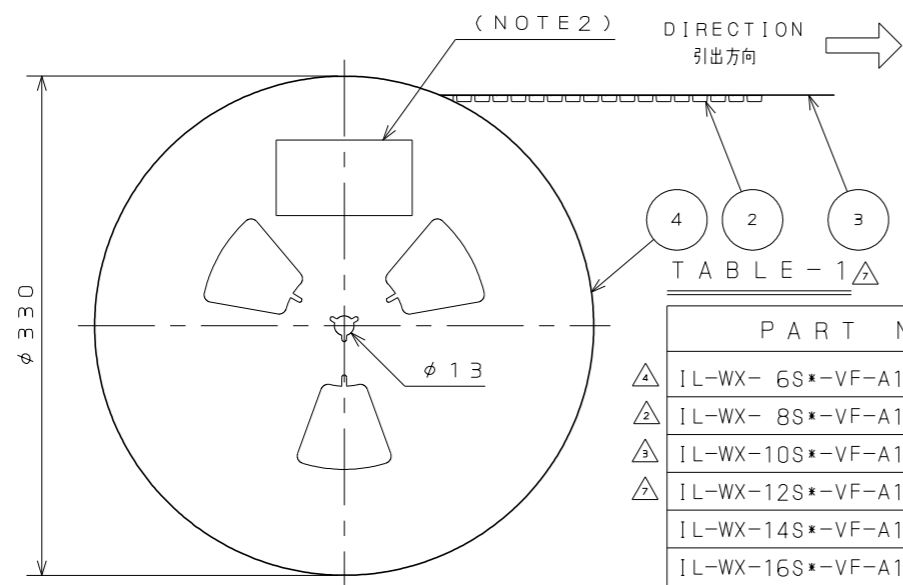 (NOTE2)
DIRECTION
引出方向
4
2
3
TABLE-1 7
φ330
φ13
PART N
4 IL-WX- 6S*-VF-A1
2 IL-WX- 8S*-VF-A1
3 IL-WX-10S*-VF-A1
7 IL-WX-12S*-VF-A1
IL-WX-14S*-VF-A1
IL-WX-16S*-VF-A1